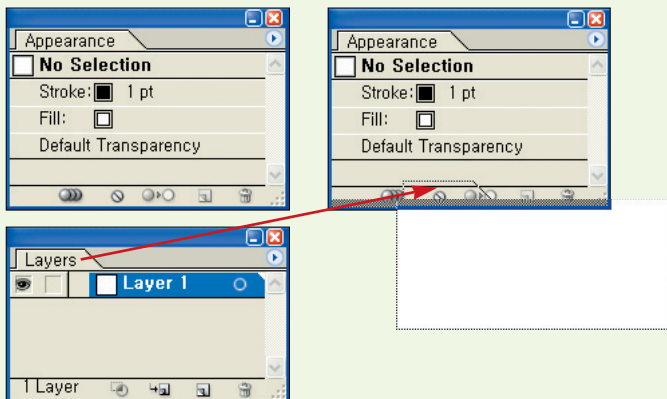 Appearance
No Selection
Stroke: 1 pt
Fill:
Default Transparency
Appearance
No Selection
Stroke: 1 pt
Fill:
Default Transparency
Layers
Layer 1
1 Layer